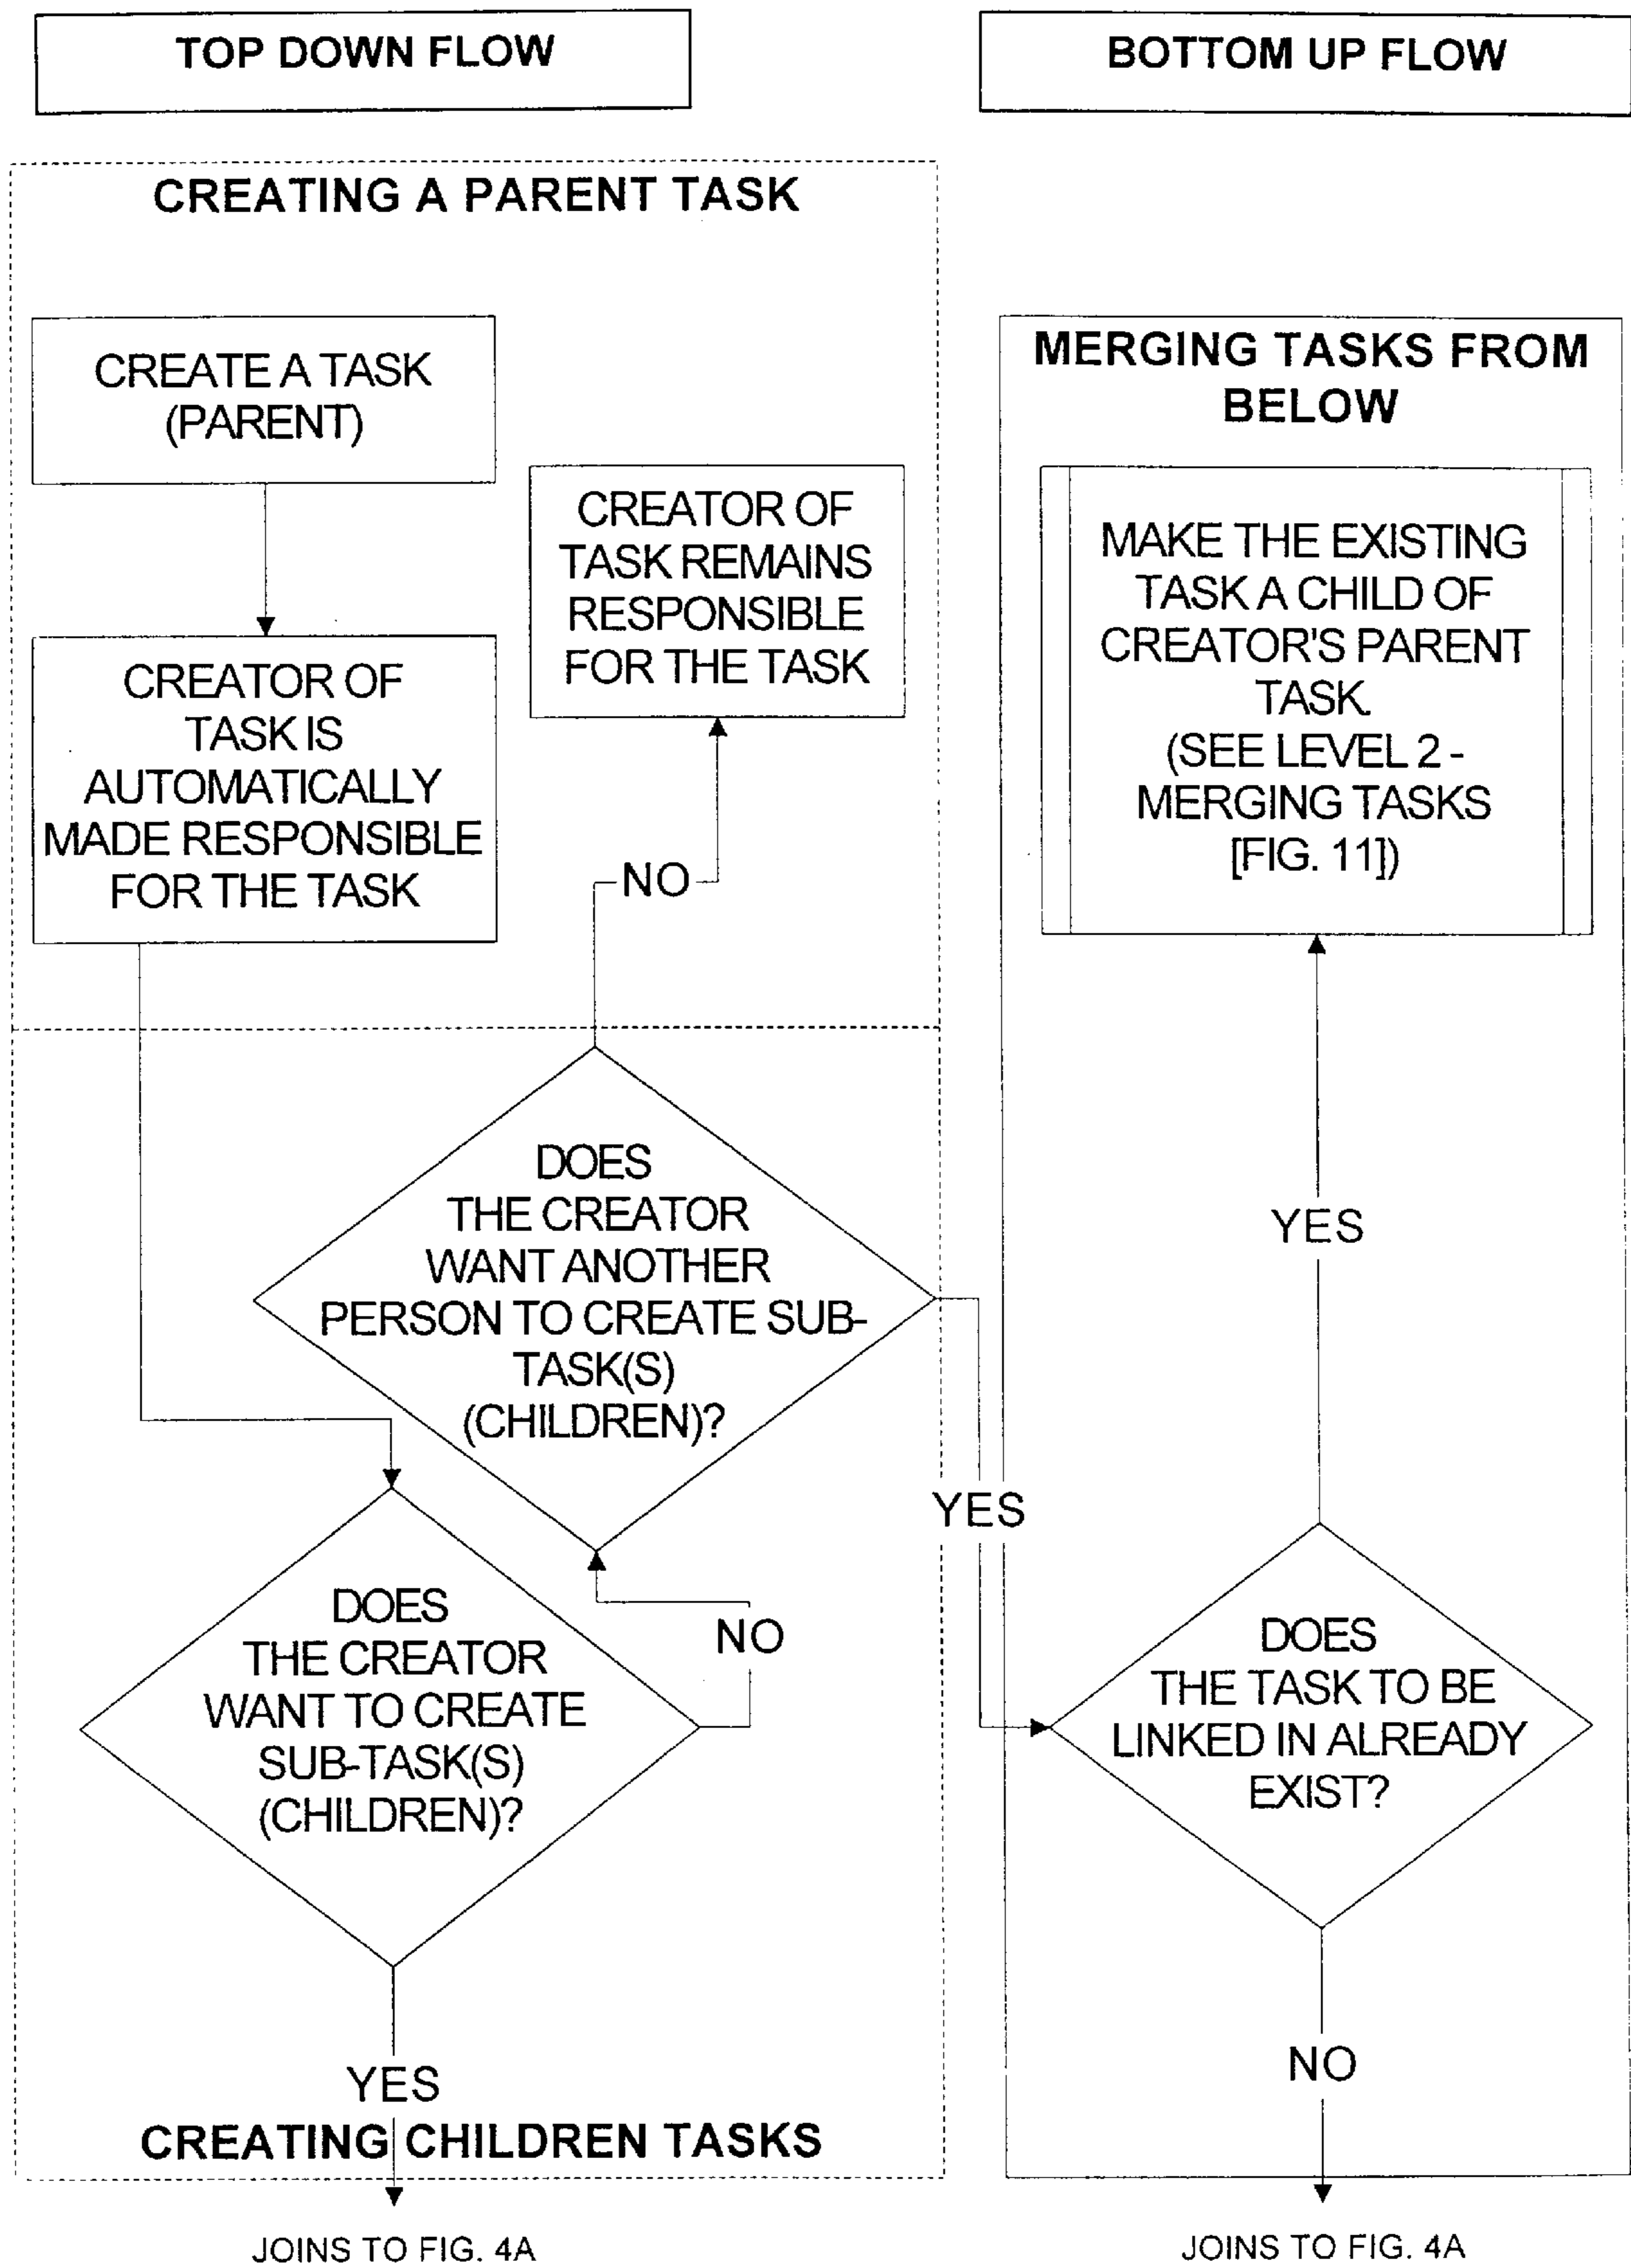 TOP DOWN FLOW
BOTTOM UP FLOW
CREATING A PARENT TASK
CREATE A TASK
(PARENT)
CREATOR OF
TASK IS
AUTOMATICALLY
MADE RESPONSIBLE
FOR THE TASK
CREATOR OF
TASK REMAINS
RESPONSIBLE
FOR THE TASK
NO
DOES
THE CREATOR
WANT ANOTHER
PERSON TO CREATE SUB-
TASK(S)
(CHILDREN)?
YES
DOES
THE CREATOR
WANT TO CREATE
SUB-TASK(S)
(CHILDREN)?
NO
YES
CREATING CHILDREN TASKS
JOINS TO FIG. 4A
MERGING TASKS FROM
BELOW
MAKE THE EXISTING
TASK A CHILD OF
CREATOR'S PARENT
TASK.
(SEE LEVEL 2 -
MERGING TASKS
[FIG. 11])
YES
DOES
THE TASK TO BE
LINKED IN ALREADY
EXIST?
NO
JOINS TO FIG. 4A